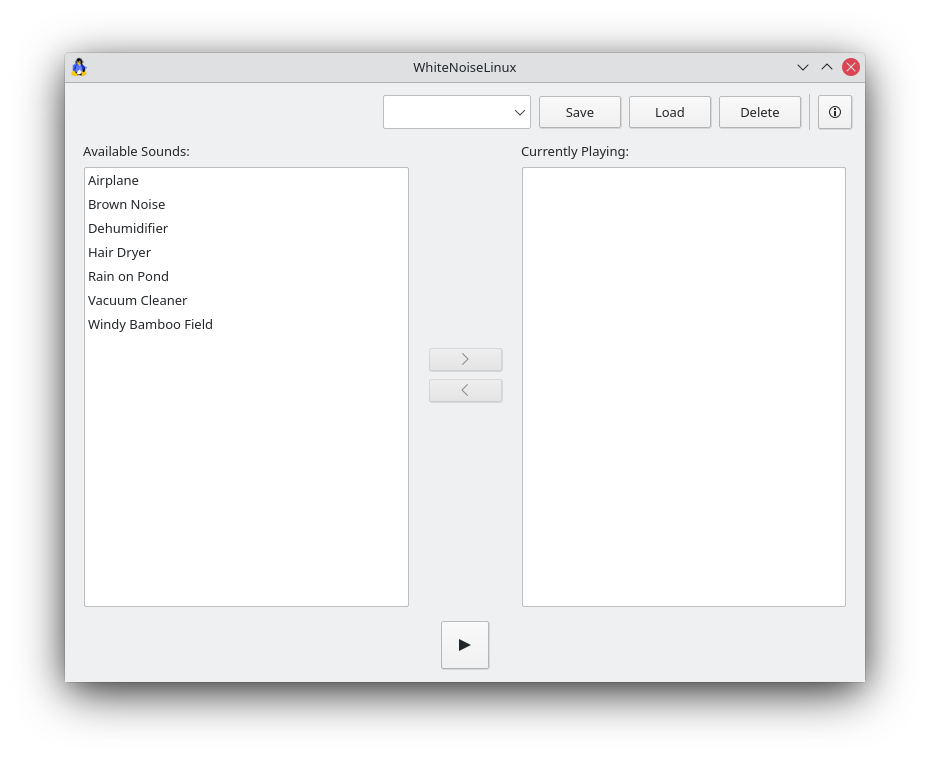 WhiteNoiseLinux
Save Load Delete
Available Sounds:
Currently Playing:
Airplane
Brown Noise
Dehumidifier
Hair Dryer
Rain on Pond
Vacuum Cleaner
Windy Bamboo Field